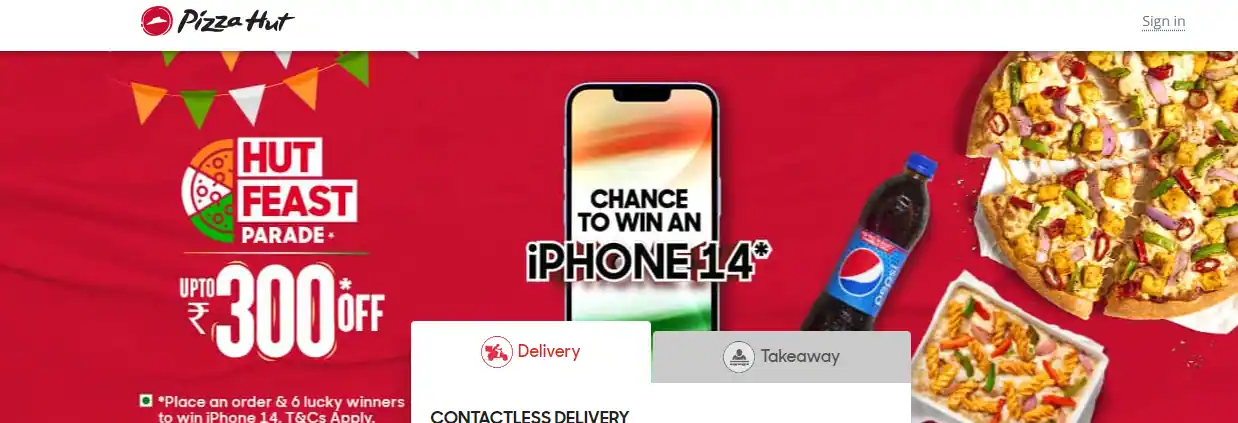 Pizza Hut
Sign in
HUT
FEAST
PARADE
UPTO
₹300*OFF
*Place an order & 6 lucky winners
to win iPhone 14. T&Cs Apply.
CHANCE
TO WIN AN
iPHONE 14*
pepsi
Delivery
Takeaway
CONTACTLESS DELIVERY